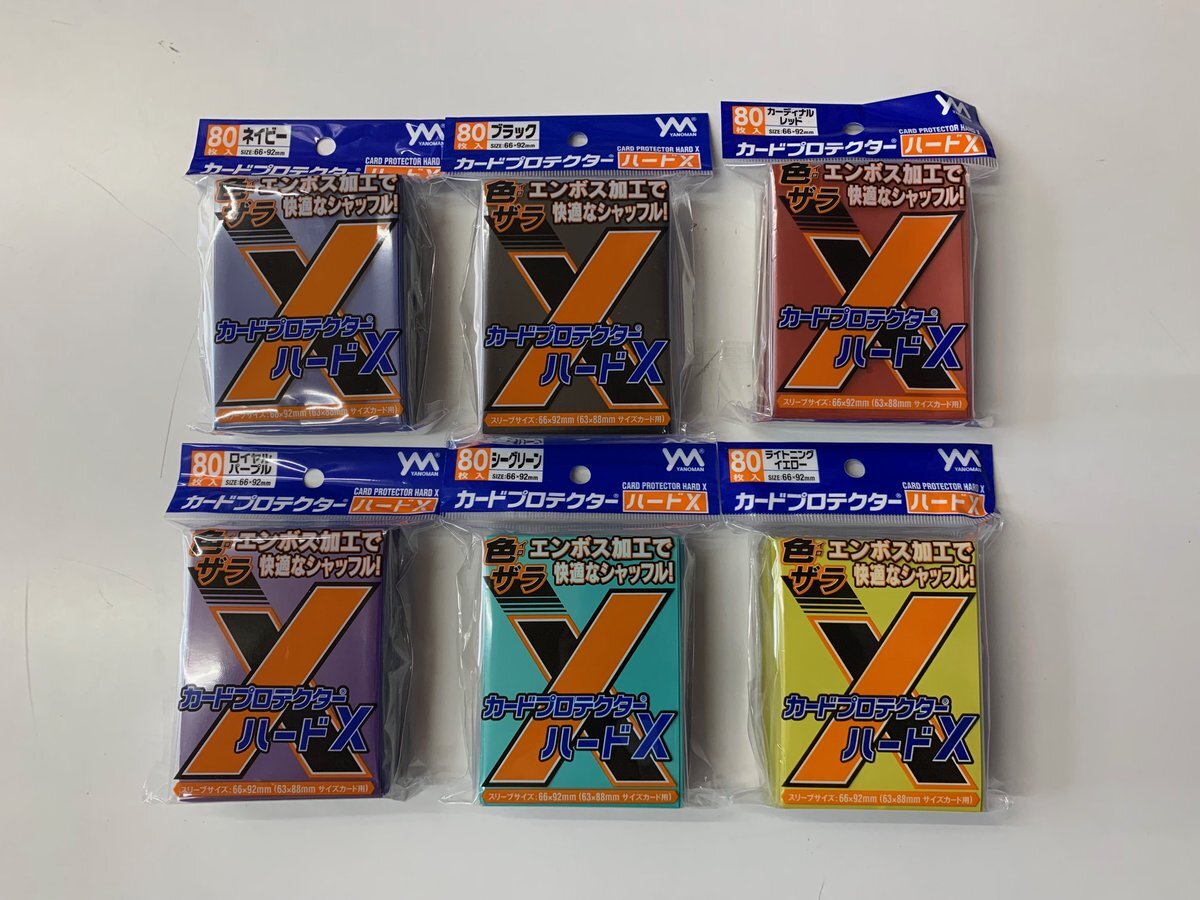 80
枚入
ネイビー
SIZE:66×92mm
YANOMAN
CARD PROTECTOR HARD X
カードプロテクター ハードX
色イロ
ザラ
エンボス加工で
快適なシャッフル!
カードプロテクター®
ハードX
スリーブサイズ:66×92mm(63×88mm サイズカード用)
80
枚入
ブラック
SIZE:66×92mm
YANOMAN
CARD PROTECTOR HARD X
カードプロテクター® ハードX
色イロ
ザラ
エンボス加工で
快適なシャッフル!
カードプロテクター®
ハードX
スリーブサイズ:66×92mm(63×88mm サイズカード用)
80
枚入
カーディナル
レッド
SIZE:66×92mm
YANOMAN
CARD PROTECTOR HARD X
カードプロテクター® ハードX
色イロ
ザラ
エンボス加工で
快適なシャッフル!
カードプロテクター®
ハードX
スリーブサイズ:66×92mm(63×88mm サイズカード用)
80
枚入
ロイヤル
パープル
SIZE:66×92mm
YANOMAN
CARD PROTECTOR HARD X
カードプロテクター® ハードX
色イロ
ザラ
エンボス加工で
快適なシャッフル!
カードプロテクター®
ハードX
スリーブサイズ:66×92mm(63×88mm サイズカード用)
80
枚入
シーグリーン
SIZE:66×92mm
YANOMAN
CARD PROTECTOR HARD X
カードプロテクター® ハードX
色イロ
ザラ
エンボス加工で
快適なシャッフル!
カードプロテクター®
ハードX
スリーブサイズ:66×92mm(63×88mm サイズカード用)
80
枚入
ライトニング
イエロー
SIZE:66×92mm
YANOMAN
CARD PROTECTOR HARD X
カードプロテクター® ハードX
色イロ
ザラ
エンボス加工で
快適なシャッフル!
カードプロテクター®
ハードX
スリーブサイズ:66×92mm(63×88mm サイズカード用)